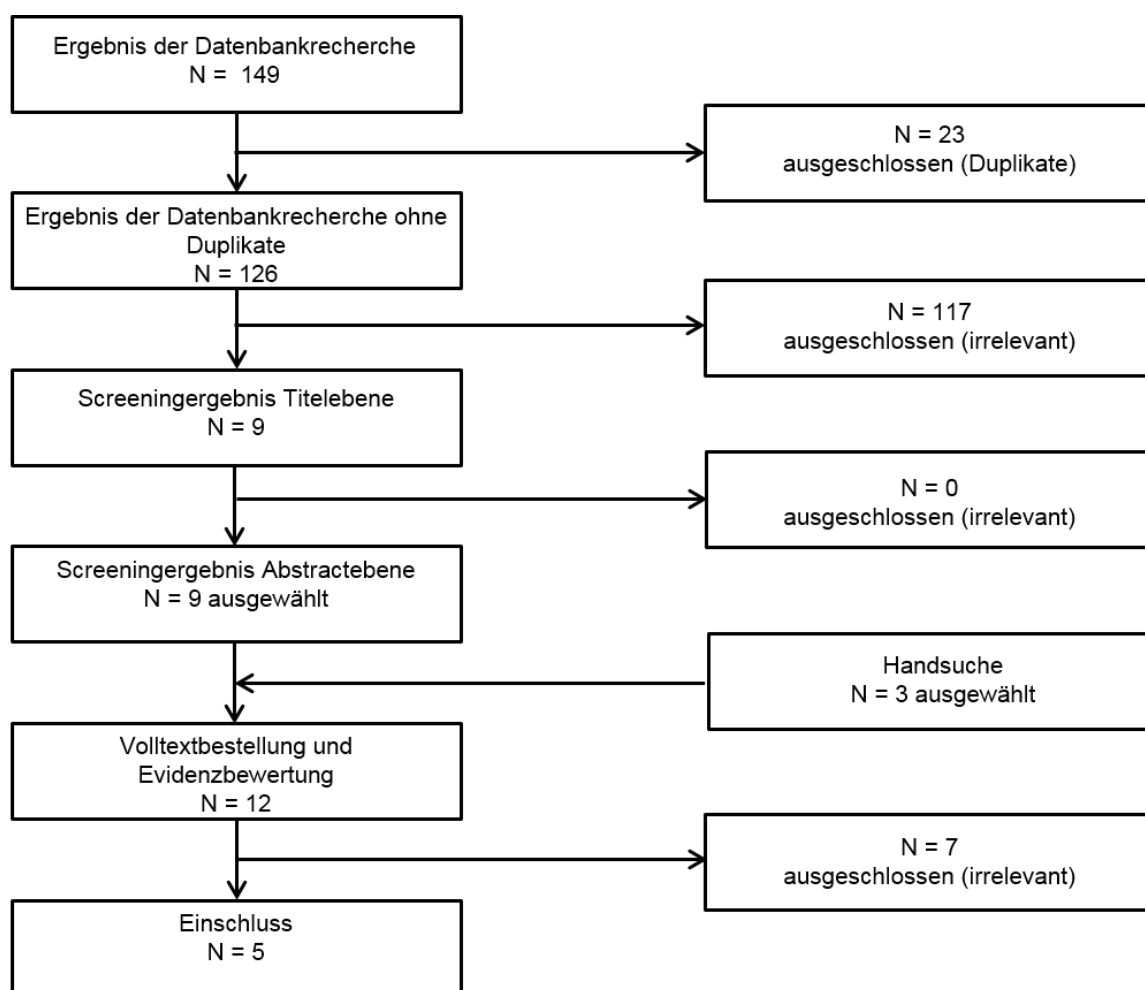 Ergebnis der Datenbankrecherche
N = 149
N = 23
ausgeschlossen (Duplikate)
Ergebnis der Datenbankrecherche ohne
Duplikate
N = 126
N = 117
ausgeschlossen (irrelevant)
Screeningergebnis Titelebene
N = 9
N = 0
ausgeschlossen (irrelevant)
Screeningergebnis Abstractebene
N = 9 ausgewählt
Handsuche
N = 3 ausgewählt
Volltextbestellung und
Evidenzbewertung
N = 12
N = 7
ausgeschlossen (irrelevant)
Einschluss
N = 5